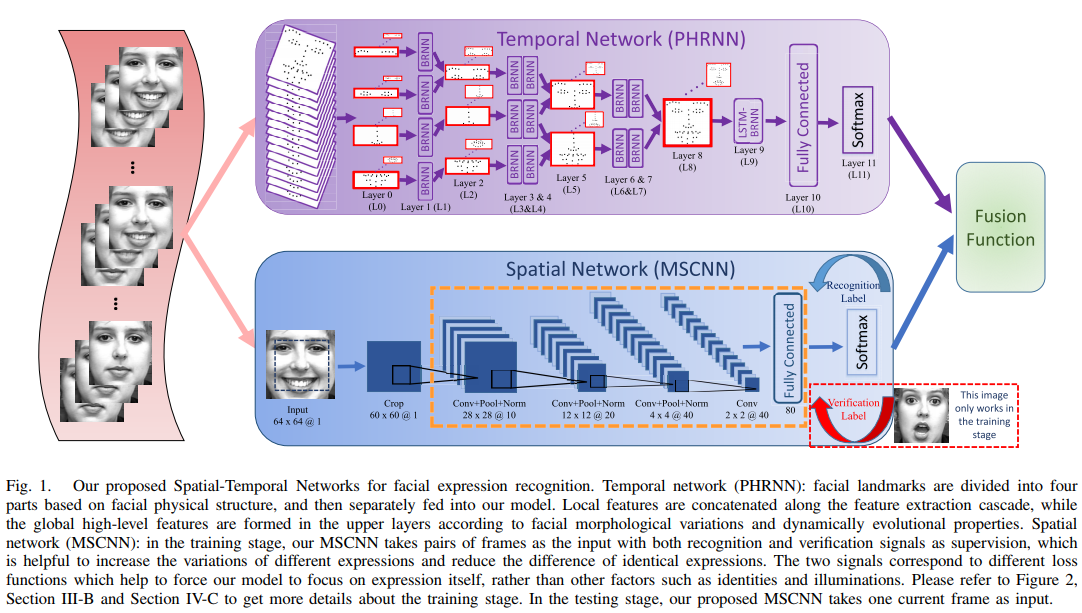 Temporal Network (PHRNN)
BRNN
BRNN
BRNN
BRNN
BRNN
BRNN
BRNN
BRNN
BRNN
BRNN
BRNN
BRNN
BRNN
BRNN
LSTM-
BRNN
Fully Connected
Softmax
Layer 0
(L0)
Layer 1 (L1)
Layer 2
(L2)
Layer 3 & 4
(L3&L4)
Layer 5
(L5)
Layer 6 & 7
(L6&L7)
Layer 8
(L8)
Layer 9
(L9)
Layer 10
(L10)
Layer 11
(L11)
Fusion
Function
Spatial Network (MSCNN)
Input
64 x 64 @ 1
Crop
60 x 60 @ 1
Conv+Pool+Norm
28 x 28 @ 10
Conv+Pool+Norm
12 x 12 @ 20
Conv+Pool+Norm
4 x 4 @ 40
Conv
2 x 2 @ 40
Fully Connected
80
Softmax
Recognition
Label
Verification
Label
This image
only works in
the training
stage
Fig. 1. Our proposed Spatial-Temporal Networks for facial expression recognition. Temporal network (PHRNN): facial landmarks are divided into four
parts based on facial physical structure, and then separately fed into our model. Local features are concatenated along the feature extraction cascade, while
the global high-level features are formed in the upper layers according to facial morphological variations and dynamically evolutional properties. Spatial
network (MSCNN): in the training stage, our MSCNN takes pairs of frames as the input with both recognition and verification signals as supervision, which
is helpful to increase the variations of different expressions and reduce the difference of identical expressions. The two signals correspond to different loss
functions which help to force our model to focus on expression itself, rather than other factors such as identities and illuminations. Please refer to Figure 2,
Section III-B and Section IV-C to get more details about the training stage. In the testing stage, our proposed MSCNN takes one current frame as input.